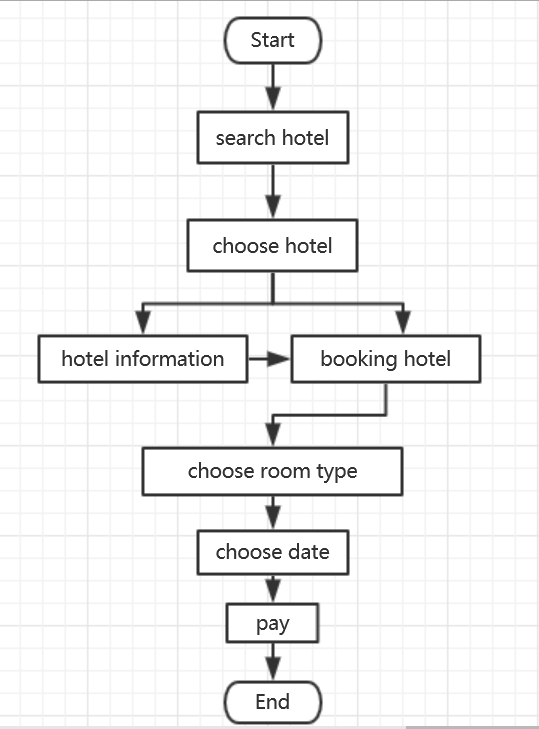 Start
search hotel
choose hotel
hotel information
booking hotel
choose room type
choose date
pay
End